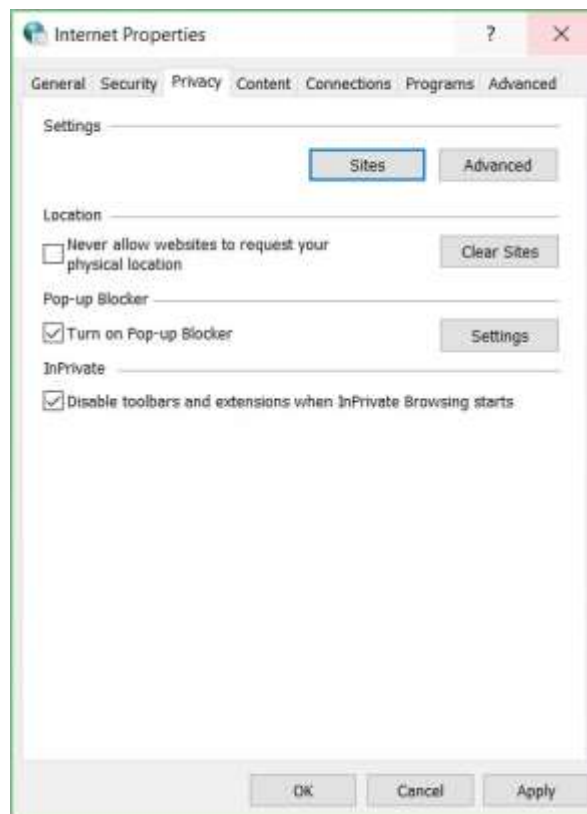 Internet Properties
?
General Security Privacy Content Connections Programs Advanced
Settings
Sites Advanced
Location
Never allow websites to request your
physical location
Clear Sites
Pop-up Blocker
Turn on Pop-up Blocker
Settings
InPrivate
Disable toolbars and extensions when InPrivate Browsing starts
OK Cancel Apply